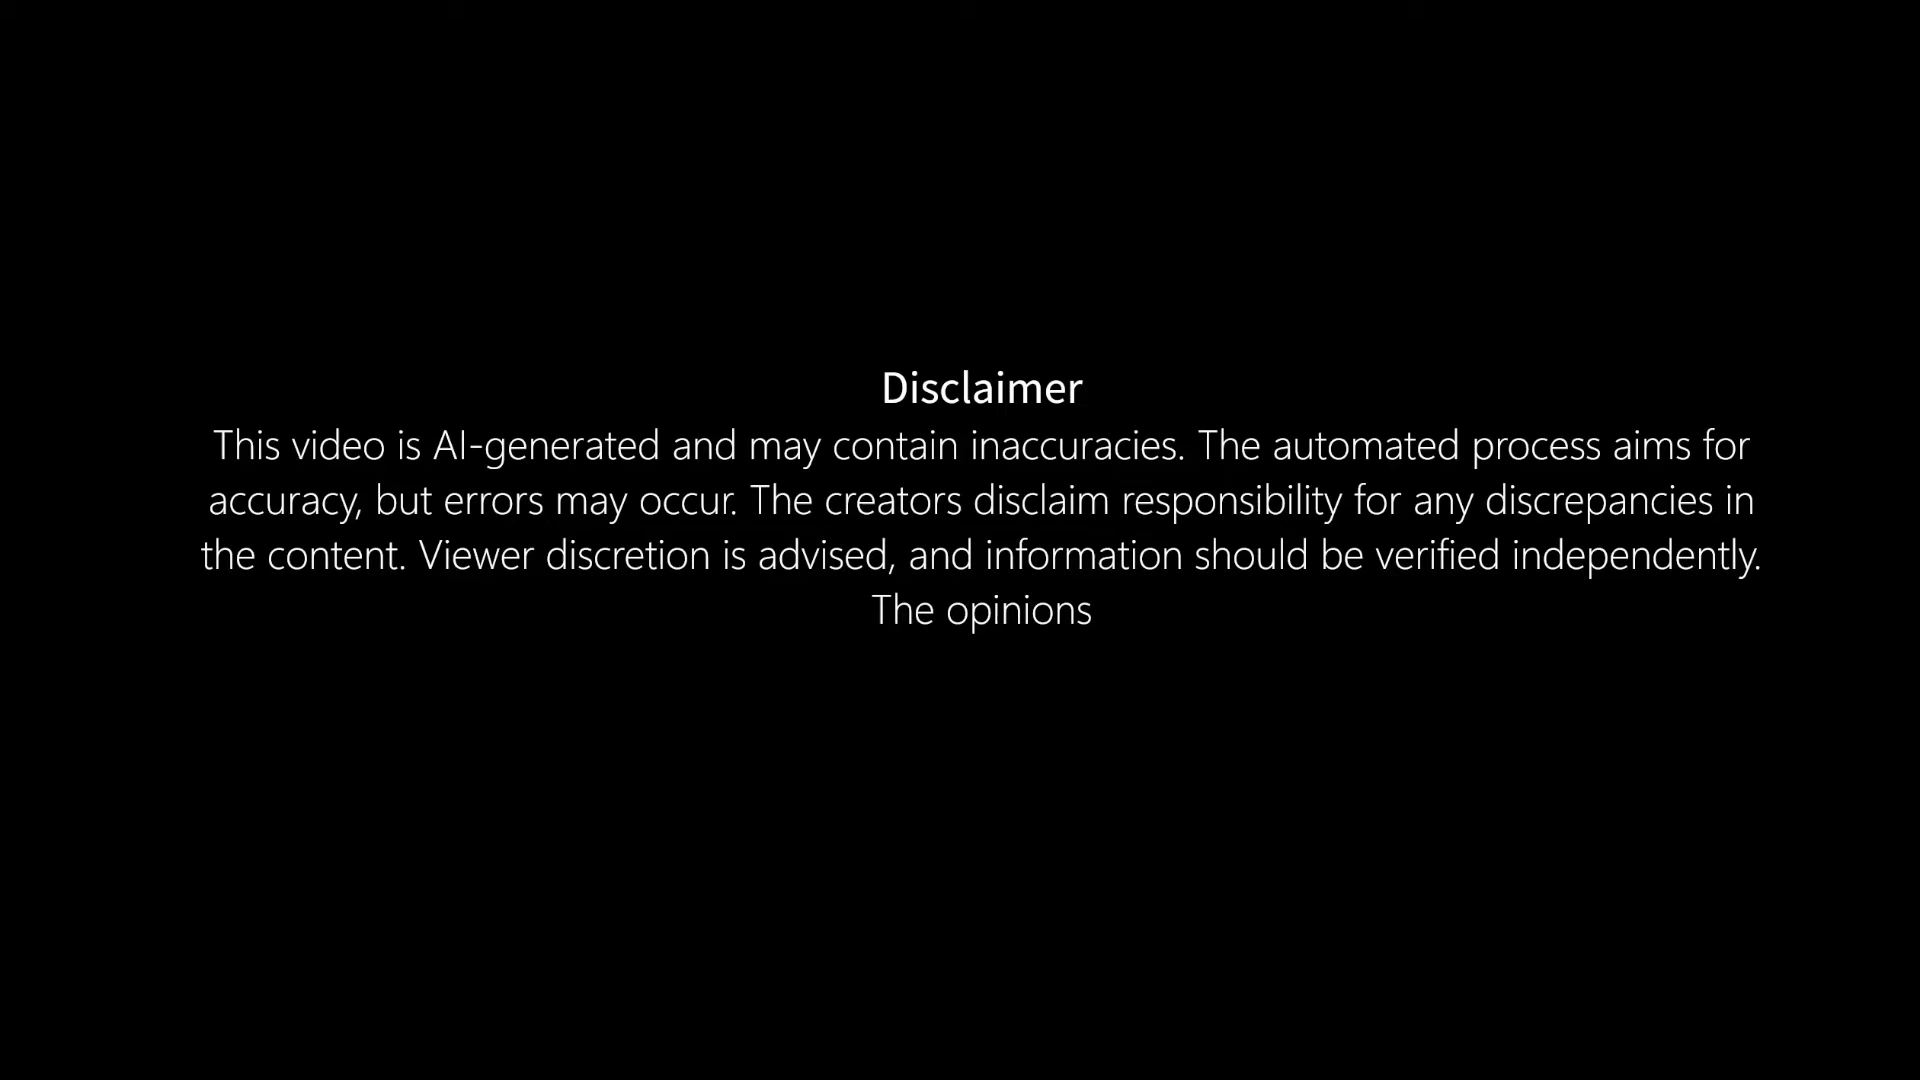 Disclaimer
This video is AI-generated and may contain inaccuracies. The automated process aims for
accuracy, but errors may occur. The creators disclaim responsibility for any discrepancies in
the content. Viewer discretion is advised, and information should be verified independently.
The opinions